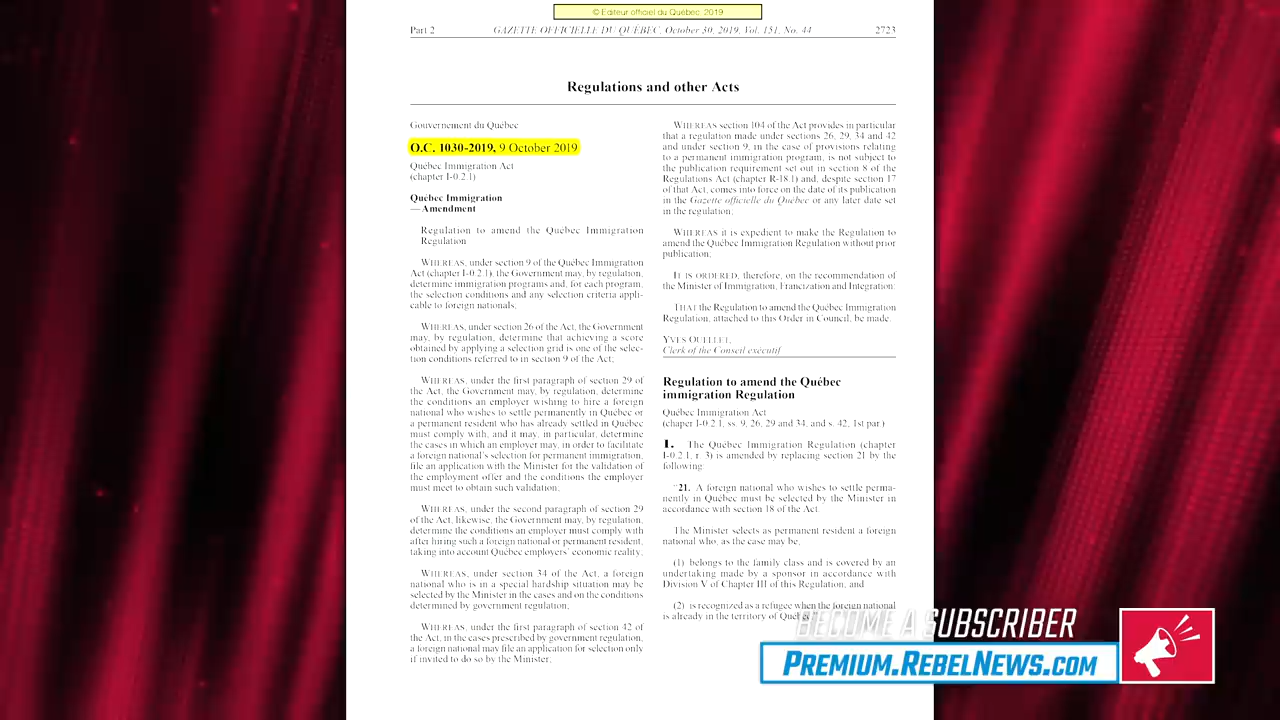 © Éditeur officiel du Québec, 2019
Part 2
GAZETTE OFFICIELLE DU QUÉBEC, October 30, 2019, Vol. 151, No. 44
2723
Regulations and other Acts
Gouvernement du Québec
O.C. 1030-2019, 9 October 2019
Québec Immigration Act
(chapter I-0.2.1)
Québec Immigration
—Amendment
Regulation to amend the Québec Immigration
Regulation
WHEREAS, under section 9 of the Québec Immigration
Act (chapter I-0.2.1), the Government may, by regulation,
determine immigration programs and, for each program,
the selection conditions and any selection criteria appli-
cable to foreign nationals;
WHEREAS, under section 26 of the Act, the Government
may, by regulation, determine that achieving a score
obtained by applying a selection grid is one of the selec-
tion conditions referred to in section 9 of the Act;
WHEREAS, under the first paragraph of section 29 of
the Act, the Government may, by regulation, determine
the conditions an employer wishing to hire a foreign
national who wishes to settle permanently in Québec or
a permanent resident who has already settled in Québec
must comply with, and it may, in particular, determine
the cases in which an employer may, in order to facilitate
a foreign national's selection for permanent immigration,
file an application with the Minister for the validation of
the employment offer and the conditions the employer
must meet to obtain such validation;
WHEREAS, under the second paragraph of section 29
of the Act, likewise, the Government may, by regulation,
determine the conditions an employer must comply with
after hiring such a foreign national or permanent resident,
taking into account Québec employers' economic reality;
WHEREAS, under section 34 of the Act, a foreign
national who is in a special hardship situation may be
selected by the Minister in the cases and on the conditions
determined by government regulation;
WHEREAS, under the first paragraph of section 42 of
the Act, in the cases prescribed by government regulation,
a foreign national may file an application for selection only
if invited to do so by the Minister;
WHEREAS section 104 of the Act provides in particular
that a regulation made under sections 26, 29, 34 and 42
and under section 9, in the case of provisions relating
to a permanent immigration program, is not subject to
the publication requirement set out in section 8 of the
Regulations Act (chapter R-18.1) and, despite section 17
of that Act, comes into force on the date of its publication
in the Gazette officielle du Québec or any later date set
in the regulation;
WHEREAS it is expedient to make the Regulation to
amend the Québec Immigration Regulation without prior
publication;
IT IS ORDERED, therefore, on the recommendation of
the Minister of Immigration, Francization and Integration:
THAT the Regulation to amend the Québec Immigration
Regulation, attached to this Order in Council, be made.
YVES OUELLET,
Clerk of the Conseil exécutif
Regulation to amend the Québec
immigration Regulation
Québec Immigration Act
(chaper I-0.2.1, ss. 9, 26, 29 and 34, and s. 42, 1st par.)
1. The Québec Immigration Regulation (chapter
I-0.2.1, r. 3) is amended by replacing section 21 by the
following:
"21. A foreign national who wishes to settle perma-
nently in Québec must be selected by the Minister in
accordance with section 18 of the Act.
The Minister selects as permanent resident a foreign
national who, as the case may be,
(1) belongs to the family class and is covered by an
undertaking made by a sponsor in accordance with
Division V of Chapter III of this Regulation; and
(2) is recognized as a refugee when the foreign national
is already in the territory of Québec
BECOME A SUBSCRIBER
PREMIUM.REBELNEWS.COM